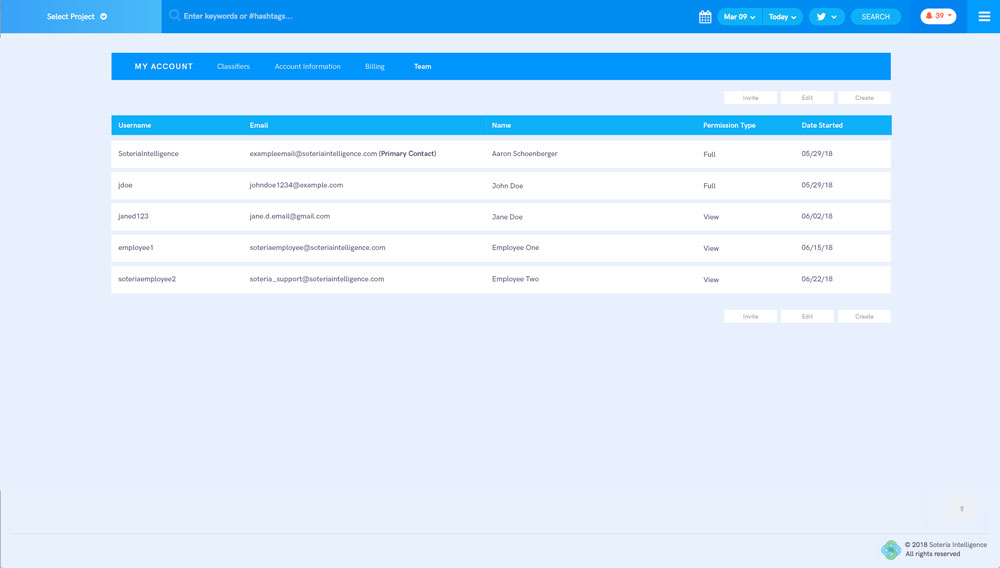 Select Project
Enter keywords or #hashtags...
Mar 09 Today SEARCH 39
MY ACCOUNT Classifiers Account Information Billing Team
Invite Edit Create
Username Email Name Permission Type Date Started
SoteriaIntelligence exampleemail@soteriaintelligence.com (Primary Contact) Aaron Schoenberger Full 05/29/18
jdoe johndoe1234@example.com John Doe Full 05/29/18
janed123 jane.d.email@gmail.com Jane Doe View 06/02/18
employee1 soteriaemployee@soteriaintelligence.com Employee One View 06/15/18
soteriaemployee2 soteria_support@soteriaintelligence.com Employee Two View 06/22/18
Invite Edit Create
© 2018 Soteria Intelligence
All rights reserved